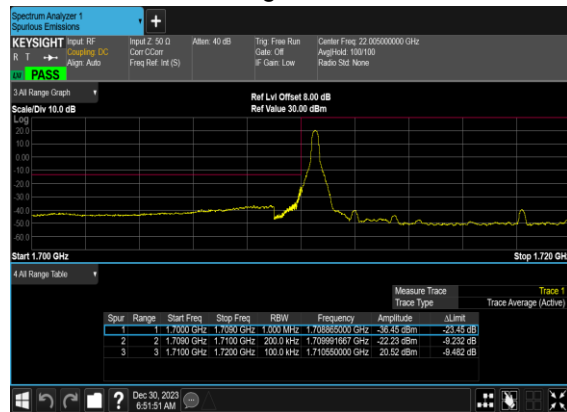 Spectrum Analyzer 1
Spurious Emissions
KEYSIGHT Input: RF Input Z: 50 Ω Atten: 40 dB Trig: Free Run Center Freq: 22.005000000 GHz
R T Coupling: DC Corr CCorr Gate: Off Avg|Hold: 100/100
Align: Auto Freq Ref: Int (S) IF Gain: Low Radio Std: None
PASS
3 All Range Graph
Ref Lvl Offset 8.00 dB
Scale/Div 10.0 dB Ref Value 30.00 dBm
Log
20.0
10.0
0.00
-10.0
-20.0
-30.0
-40.0
-50.0
-60.0
Start 1.700 GHz Stop 1.720 GH
4 All Range Table
Measure Trace Trace 1
Trace Type Trace Average (Active)
Spur Range Start Freq Stop Freq RBW Frequency Amplitude ΔLimit
1 1 1.7000 GHz 1.7090 GHz 1.000 MHz 1.708865000 GHz -36.45 dBm -23.45 dB
2 2 1.7090 GHz 1.7100 GHz 200.0 kHz 1.709991667 GHz -22.23 dBm -9.232 dB
3 3 1.7100 GHz 1.7200 GHz 100.0 kHz 1.710550000 GHz 20.52 dBm -9.482 dB
Dec 30, 2023
6:51:51 AM